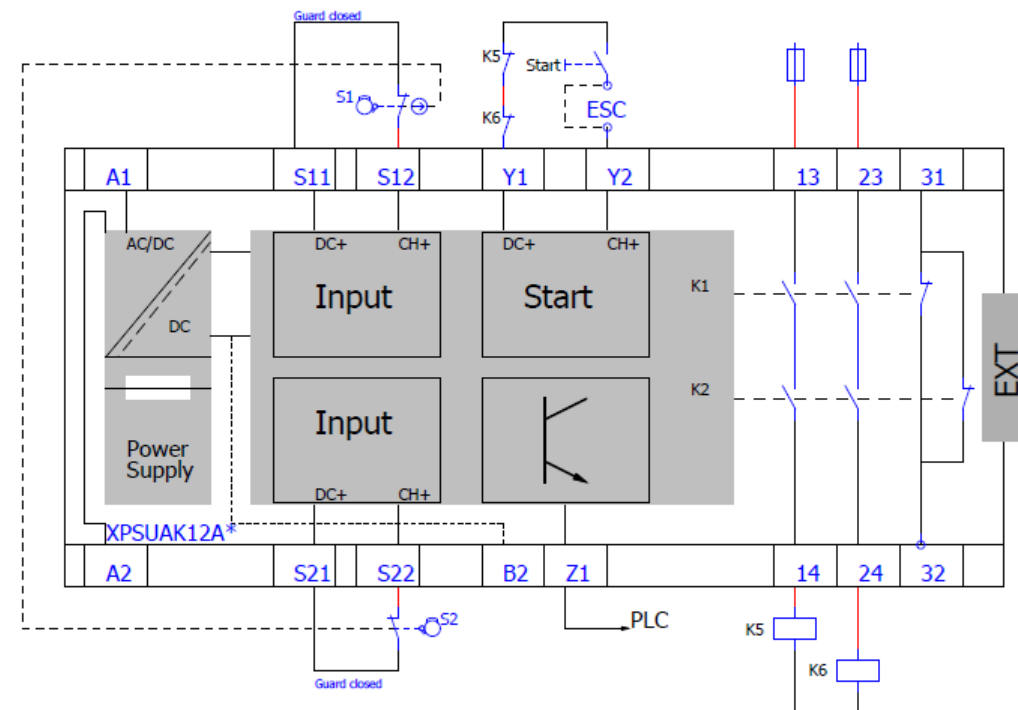 Guard closed
K5
Start
S1
ESC
K6
A1 S11 S12 Y1 Y2 13 23 31
AC/DC DC+ CH+ DC+ CH+
Input Start K1
DC
EXT
K2
Input
Power
Supply
DC+ CH+
XPSUAK12A*
A2 S21 S22 B2 Z1 14 24 32
S2 PLC K5
K6
Guard closed